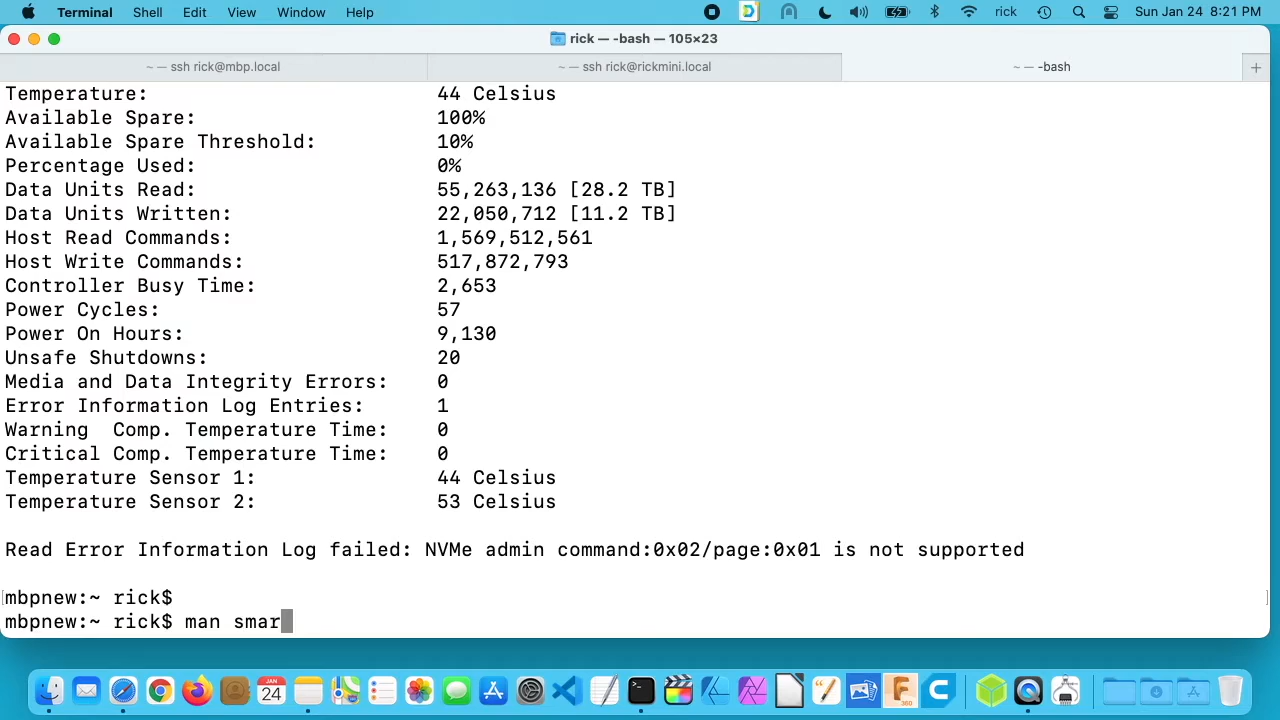 Terminal Shell Edit View Window Help rick Sun Jan 24 8:21 PM
rick — -bash — 105×23
~ — ssh rick@mbp.local ~ — ssh rick@rickmini.local ~ — -bash
Temperature: 44 Celsius
Available Spare: 100%
Available Spare Threshold: 10%
Percentage Used: 0%
Data Units Read: 55,263,136 [28.2 TB]
Data Units Written: 22,050,712 [11.2 TB]
Host Read Commands: 1,569,512,561
Host Write Commands: 517,872,793
Controller Busy Time: 2,653
Power Cycles: 57
Power On Hours: 9,130
Unsafe Shutdowns: 20
Media and Data Integrity Errors: 0
Error Information Log Entries: 1
Warning  Comp. Temperature Time: 0
Critical Comp. Temperature Time: 0
Temperature Sensor 1: 44 Celsius
Temperature Sensor 2: 53 Celsius
Read Error Information Log failed: NVMe admin command:0x02/page:0x01 is not supported
mbpnew:~ rick$
mbpnew:~ rick$ man smar
JAN
24
F
360
C